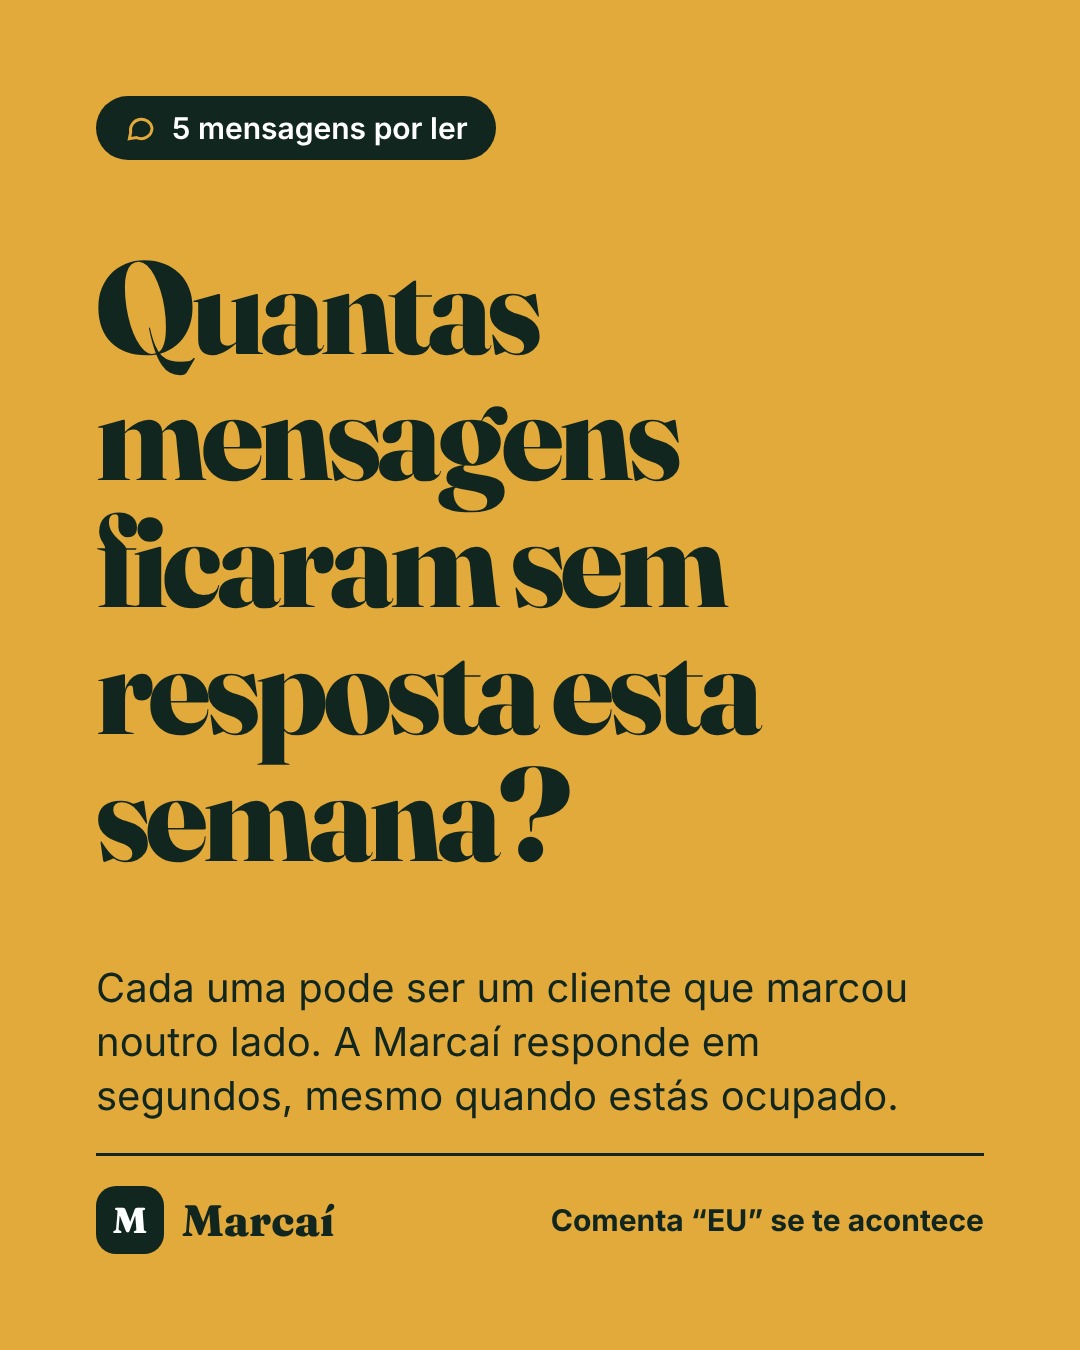 5 mensagens por ler
Quantas
mensagens
ficaram sem
resposta esta
semana?
Cada uma pode ser um cliente que marcou
noutro lado. A Marcaí responde em
segundos, mesmo quando estás ocupado.
M Marcaí
Comenta “EU” se te acontece